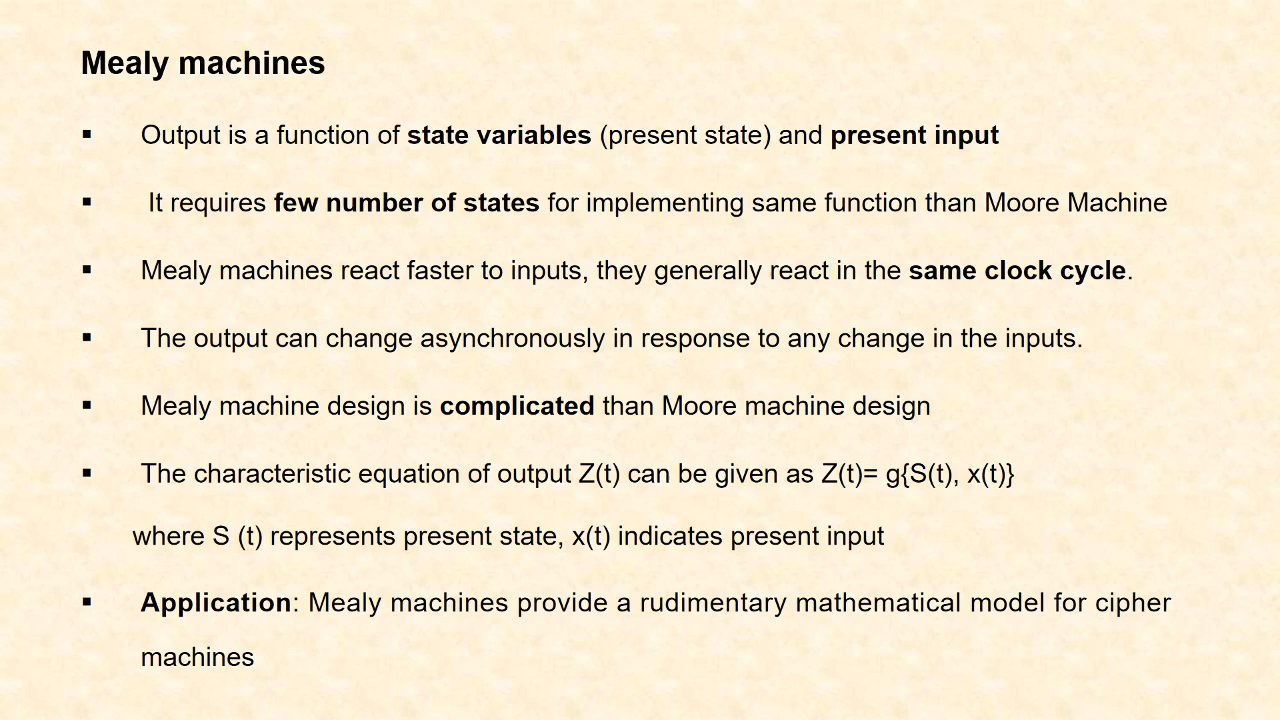 Mealy machines
▪ Output is a function of state variables (present state) and present input
▪ It requires few number of states for implementing same function than Moore Machine
▪ Mealy machines react faster to inputs, they generally react in the same clock cycle.
▪ The output can change asynchronously in response to any change in the inputs.
▪ Mealy machine design is complicated than Moore machine design
▪ The characteristic equation of output Z(t) can be given as Z(t)= g{S(t), x(t)}
where S (t) represents present state, x(t) indicates present input
▪ Application: Mealy machines provide a rudimentary mathematical model for cipher
machines